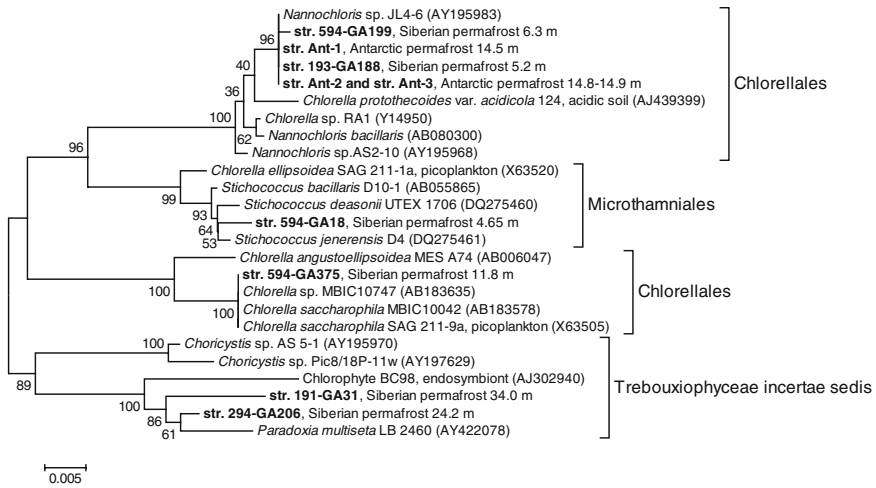 Nannochloris sp. JL4-6 (AY195983)
str. 594-GA199, Siberian permafrost 6.3 m
96
str. Ant-1, Antarctic permafrost 14.5 m
str. 193-GA188, Siberian permafrost 5.2 m
40
str. Ant-2 and str. Ant-3, Antarctic permafrost 14.8-14.9 m
Chlorellales
36
Chlorella protothecoides var. acidicola 124, acidic soil (AJ439399)
100
Chlorella sp. RA1 (Y14950)
62
Nannochloris bacillaris (AB080300)
96
Nannochloris sp.AS2-10 (AY195968)
Chlorella ellipsoidea SAG 211-1a, picoplankton (X63520)
99
Stichococcus bacillaris D10-1 (AB055865)
93
Stichococcus deasonii UTEX 1706 (DQ275460)
Microthamniales
64
str. 594-GA18, Siberian permafrost 4.65 m
53
Stichococcus jenerensis D4 (DQ275461)
Chlorella angustoellipsoidea MES A74 (AB006047)
str. 594-GA375, Siberian permafrost 11.8 m
100
Chlorella sp. MBIC10747 (AB183635)
Chlorellales
100
Chlorella saccharophila MBIC10042 (AB183578)
Chlorella saccharophila SAG 211-9a, picoplankton (X63505)
100
Choricystis sp. AS 5-1 (AY195970)
Choricystis sp. Pic8/18P-11w (AY197629)
89
Chlorophyte BC98, endosymbiont (AJ302940)
Trebouxiophyceae incertae sedis
100
str. 191-GA31, Siberian permafrost 34.0 m
86
str. 294-GA206, Siberian permafrost 24.2 m
61
Paradoxia multiseta LB 2460 (AY422078)
0.005